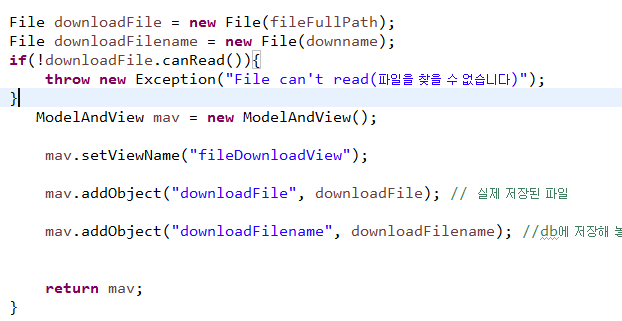 File downloadFile = new File(fileFullPath);
File downloadFilename = new File(downname);
if(!downloadFile.canRead()){
throw new Exception("File can't read(파일을 찾을 수 없습니다)");
}
ModelAndView mav = new ModelAndView();
mav.setViewName("fileDownloadView");
mav.addObject("downloadFile", downloadFile); // 실제 저장된 파일
mav.addObject("downloadFilename", downloadFilename); //db에 저장해
return mav;
}